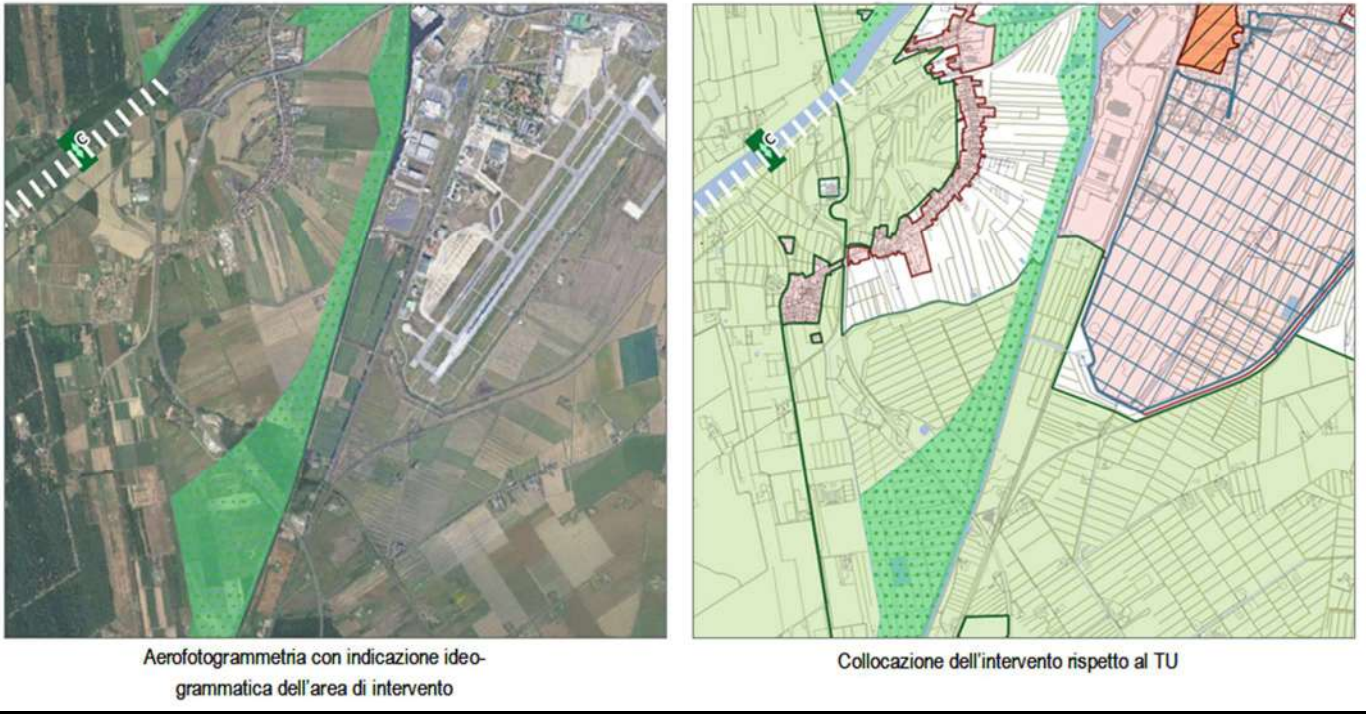 C
C
Aerofotogrammetria con indicazione ideo-
grammatica dell'area di intervento
Collocazione dell'intervento rispetto al TU